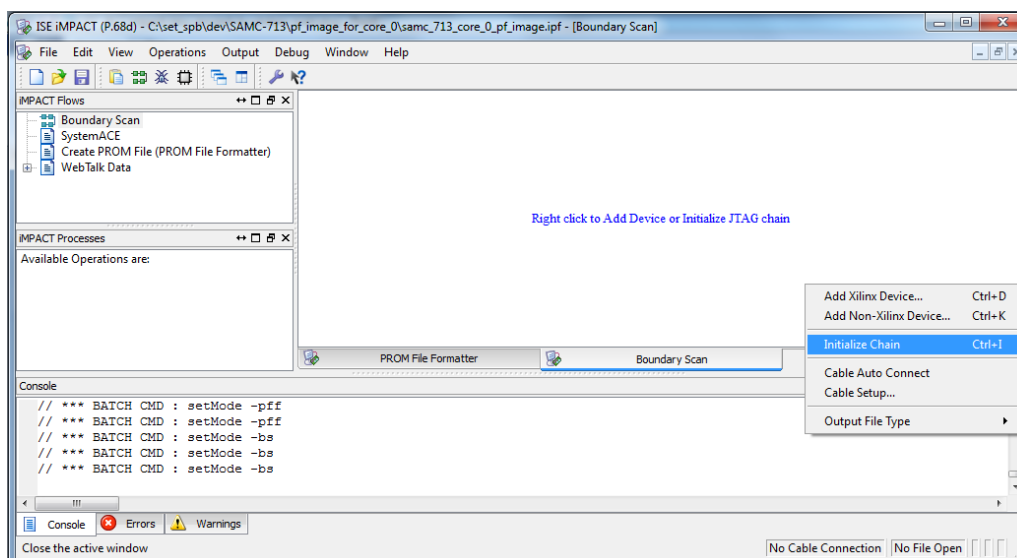 ISE iMPACT (P.68d) - C:\set_spb\dev\SAMC-713\pf_image_for_core_0\samc_713_core_0_pf_image.ipf - [Boundary Scan]
File Edit View Operations Output Debug Window Help
iMPACT Flows
Boundary Scan
SystemACE
Create PROM File (PROM File Formatter)
WebTalk Data
Right click to Add Device or Initialize JTAG chain
iMPACT Processes
Available Operations are:
Add Xilinx Device... Ctrl+D
Add Non-Xilinx Device... Ctrl+K
Initialize Chain Ctrl+I
Cable Auto Connect
Cable Setup...
Output File Type
PROM File Formatter
Boundary Scan
Console
// *** BATCH CMD : setMode -pff
// *** BATCH CMD : setMode -pff
// *** BATCH CMD : setMode -bs
// *** BATCH CMD : setMode -bs
// *** BATCH CMD : setMode -bs
Console Errors Warnings
Close the active window
No Cable Connection No File Open